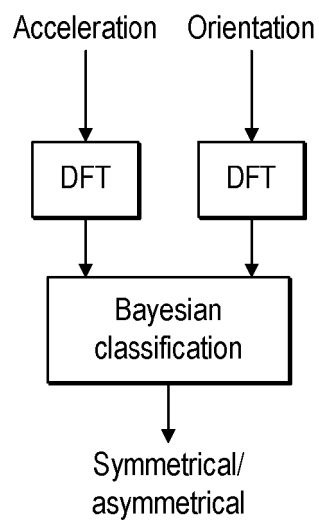 Acceleration Orientation
DFT DFT
Bayesian
classification
Symmetrical/
asymmetrical